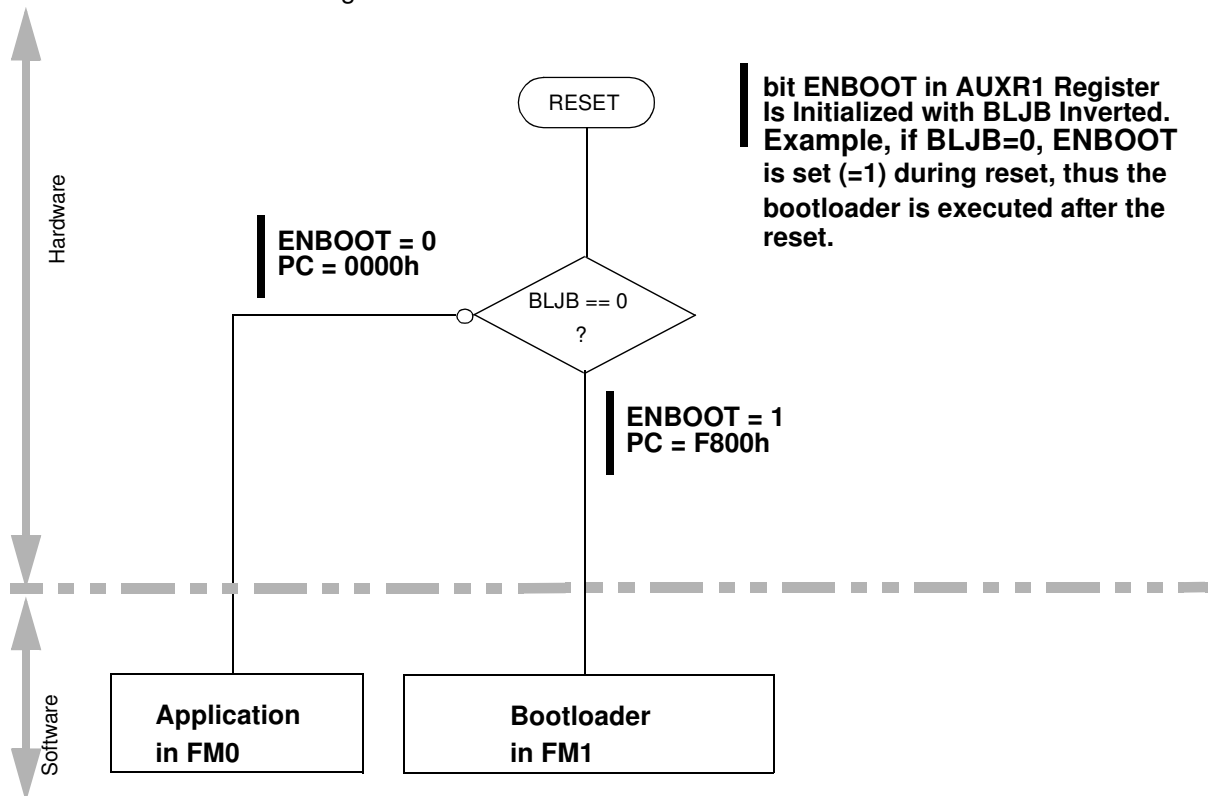 RESET
bit ENBOOT in AUXR1 Register
Is Initialized with BLJB Inverted.
Example, if BLJB=0, ENBOOT
is set (=1) during reset, thus the
bootloader is executed after the
reset.
Hardware
ENBOOT = 0
PC = 0000h
BLJB == 0
?
ENBOOT = 1
PC = F800h
Software
Application
in FM0
Bootloader
in FM1